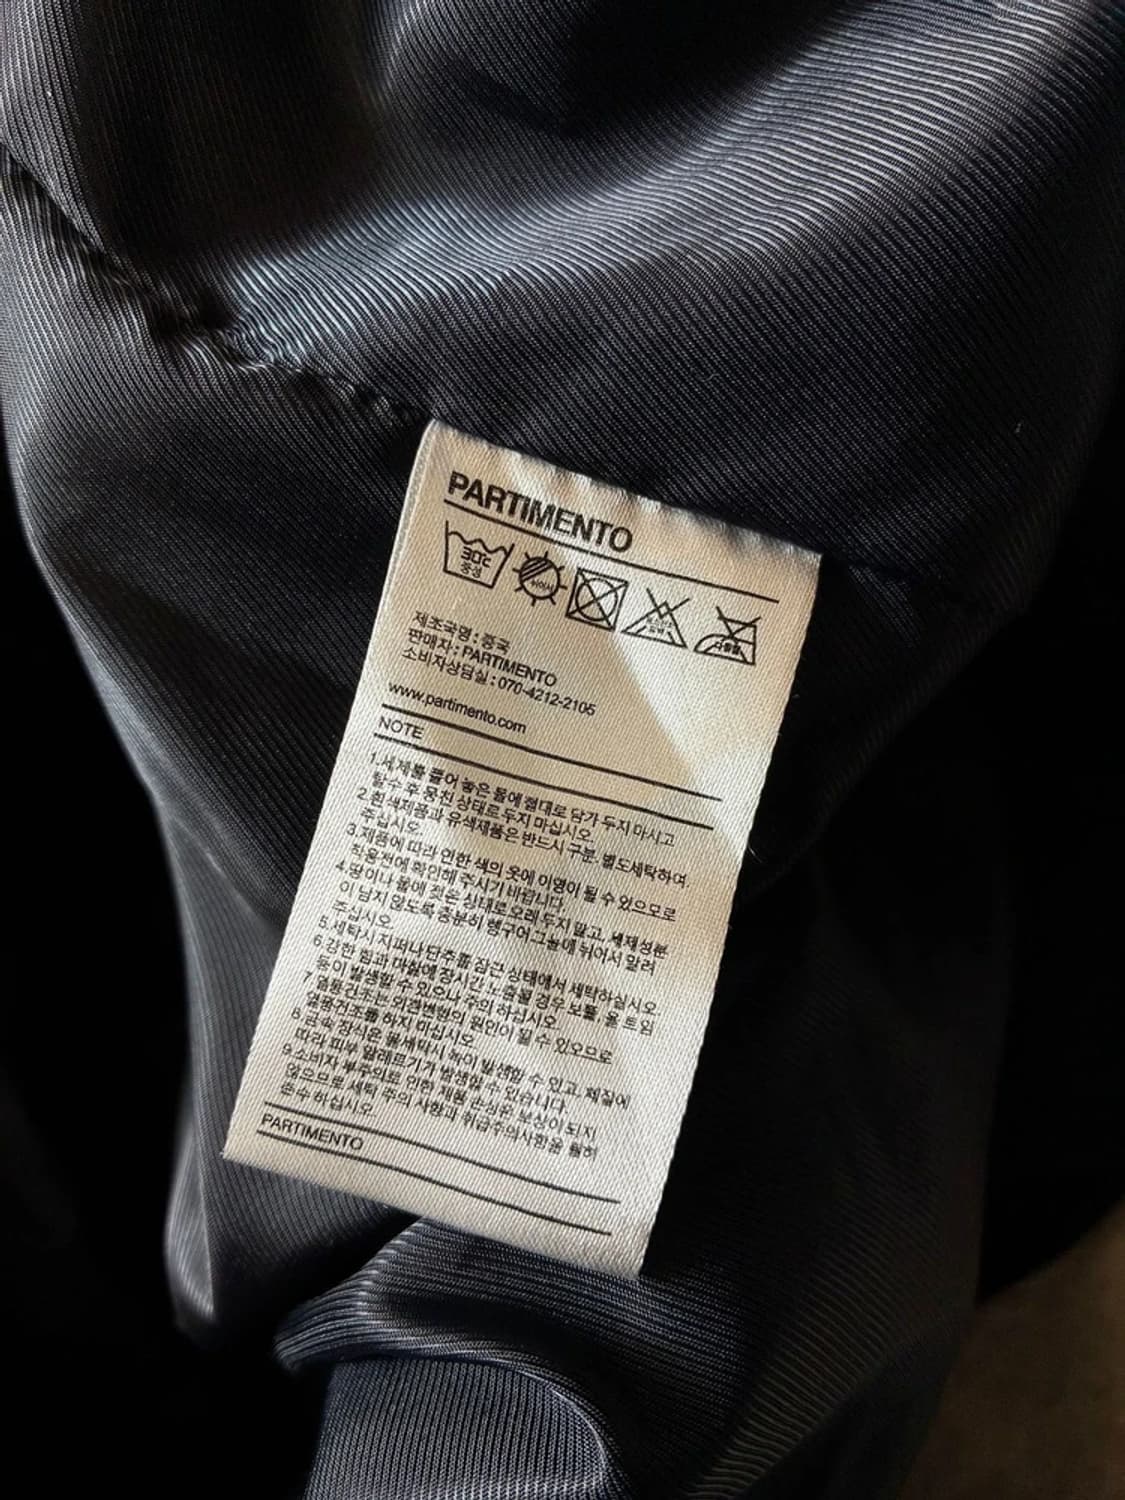 PARTIMENTO
30℃
중성
뉘어서
드라이
다림질
제조국명 : 중국
판매자 : PARTIMENTO
소비자상담실 : 070-4212-2105
www.partimento.com
NOTE
1.세제를 풀어 놓은 물에 절대로 담가 두지 마시고
탈수 후 뭉친 상태로 두지 마십시오.
2.흰색제품과 유색제품은 반드시 구분, 별도세탁하여,
주십시오.
3.제품에 따라 인한 색의 옷에 이염이 될 수 있으모로
착용전에 확인해 주시기 바랍니다.
4.땀이나 물에 젖은 상태로 오래 두지 말고, 세재성분
이 남지 않도록 충분히 헹구어 그늘에 뉘어서 말려
주십시오.
5.세탁시 지퍼나 단추를 잠근 상태에서 세탁하십시오.
6.강한 힘과 마찰에 장시간 노출될 경우 보풀, 올 트임
등이 발생할 수 있으나 주의 하십시오
7.열풍건조는 외관변형의 원인이 될 수 있으므로
열풍건조를 하지 마십시오
8.금속 장식은 물세탁시 녹이 발생할 수 있고, 체질에
따라 피부 알레르기가 발생할 수 있습니다.
9.소비자 부주의로 인한 제품 손상은 보상이 되지
않으므로 세탁 주의 사항과 취급주의사항을 필히
준수 하십시오
PARTIMENTO